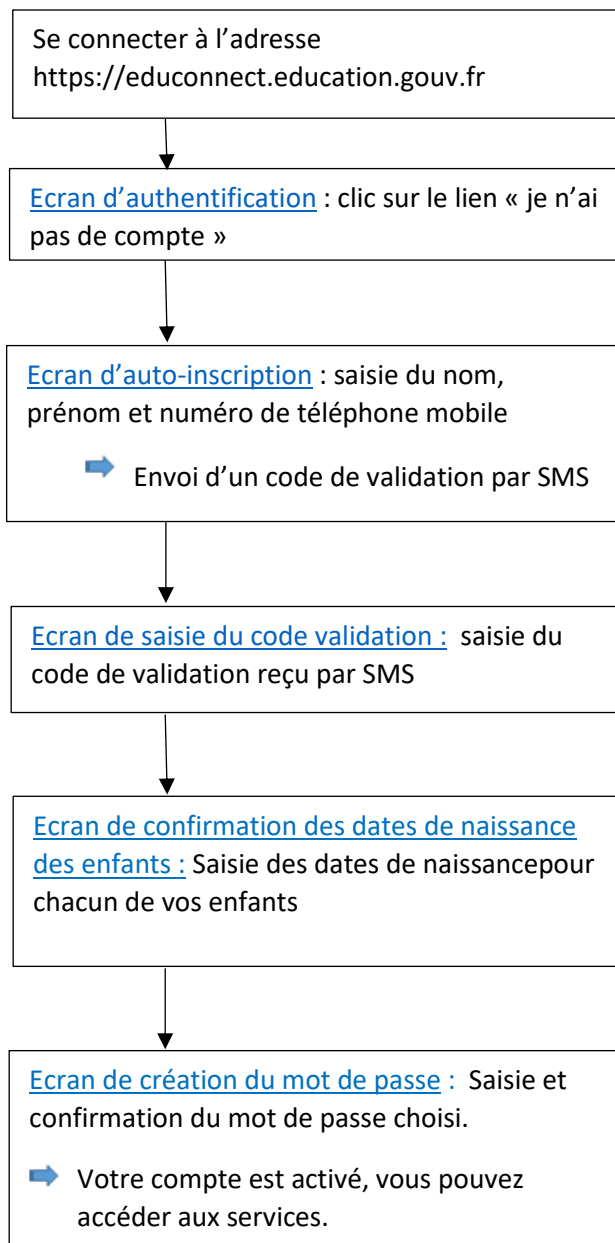 Se connecter à l’adresse
https://educonnect.education.gouv.fr
Ecran d’authentification : clic sur le lien « je n’ai
pas de compte »
Ecran d’auto-inscription : saisie du nom,
prénom et numéro de téléphone mobile
Envoi d’un code de validation par SMS
Ecran de saisie du code validation : saisie du
code de validation reçu par SMS
Ecran de confirmation des dates de naissance
des enfants : Saisie des dates de naissancepour
chacun de vos enfants
Ecran de création du mot de passe : Saisie et
confirmation du mot de passe choisi.
Votre compte est activé, vous pouvez
accéder aux services.